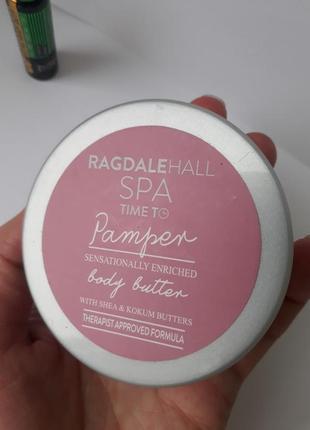 RAGDALEHALL
SPA
TIME TO
Pamper
SENSATIONALLY ENRICHED
body butter
WITH SHEA & KOKUM BUTTERS
THERAPIST APPROVED FORMULA